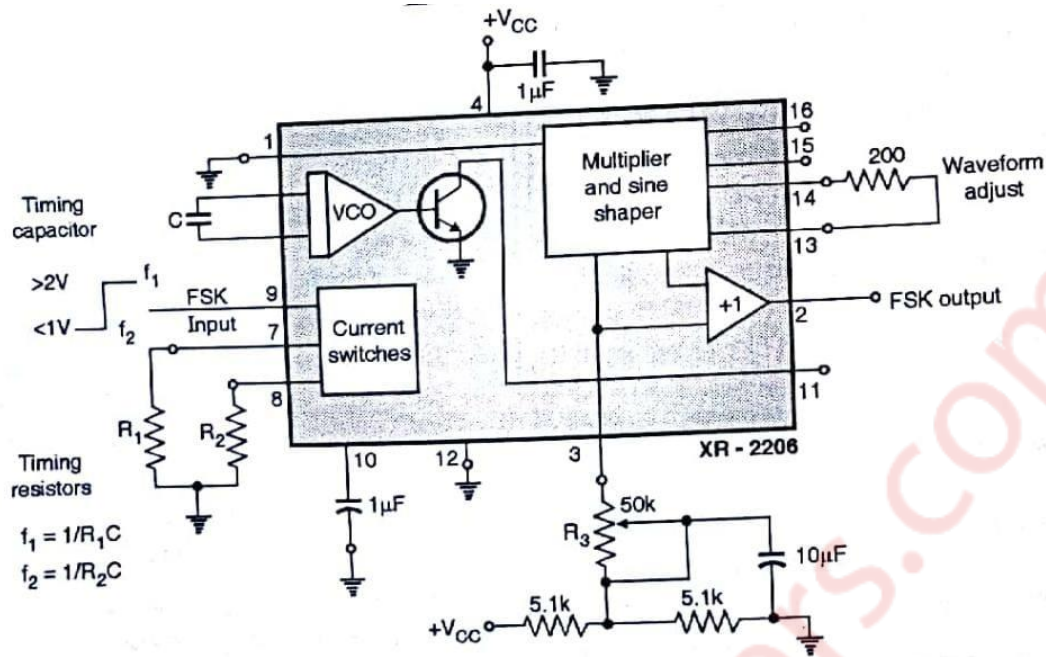 +VCC
1μF
4
1
16
15
14
13
200
Waveform
adjust
Multiplier
and sine
shaper
Timing
capacitor
C
VCO
>2V
f1
<1V
f2
FSK
Input
9
7
8
Current
switches
+1
2
FSK output
11
R1
R2
Timing
resistors
f1 = 1/R1C
f2 = 1/R2C
10
1μF
12
3
XR - 2206
50k
R3
10μF
5.1k
5.1k
+VCC